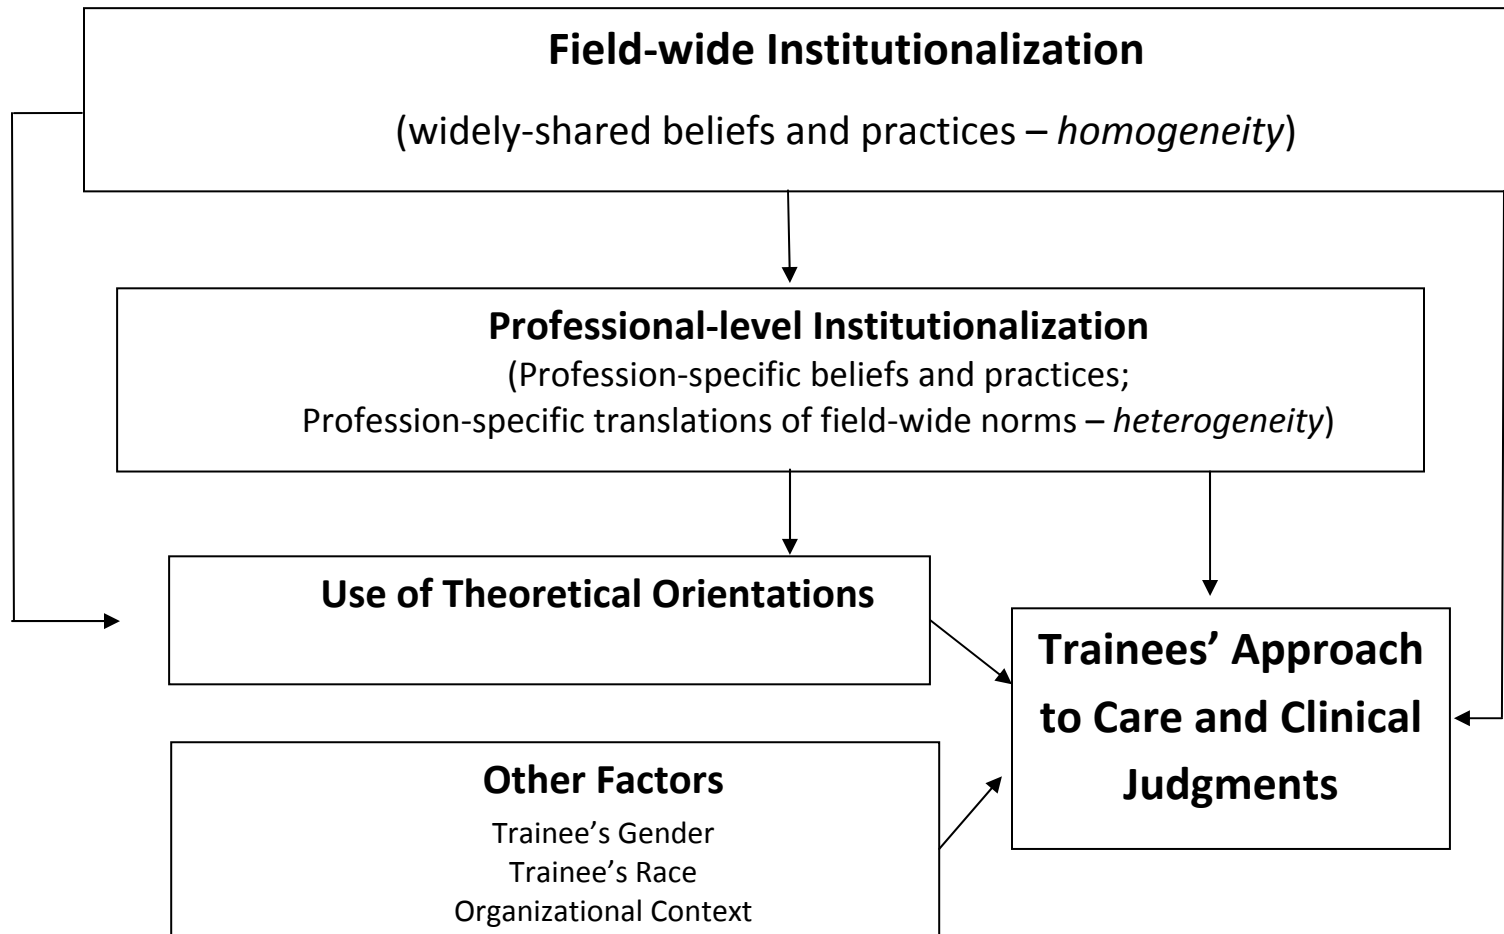 Field-wide Institutionalization
(widely-shared beliefs and practices – homogeneity)
Professional-level Institutionalization
(Profession-specific beliefs and practices;
Profession-specific translations of field-wide norms – heterogeneity)
Use of Theoretical Orientations
Trainees’ Approach
to Care and Clinical
Judgments
Other Factors
Trainee’s Gender
Trainee’s Race
Organizational Context